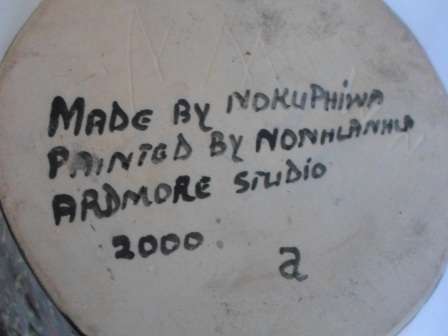 MADE BY NOKUPHIWA
PAINTED BY NONHLANHLA
ARDMORE STUDIO
2000.
a